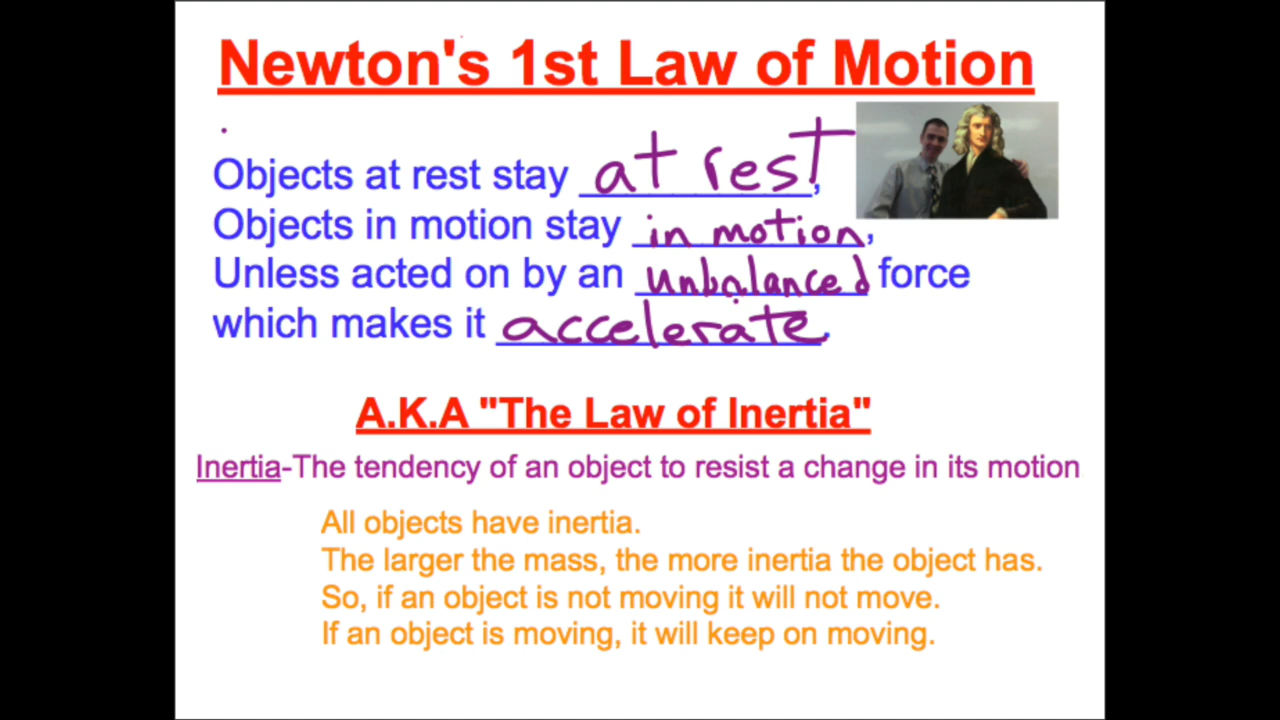 Newton's 1st Law of Motion
Objects at rest stay at rest,
Objects in motion stay in motion,
Unless acted on by an unbalanced force
which makes it accelerate.
A.K.A "The Law of Inertia"
Inertia-The tendency of an object to resist a change in its motion
All objects have inertia.
The larger the mass, the more inertia the object has.
So, if an object is not moving it will not move.
If an object is moving, it will keep on moving.